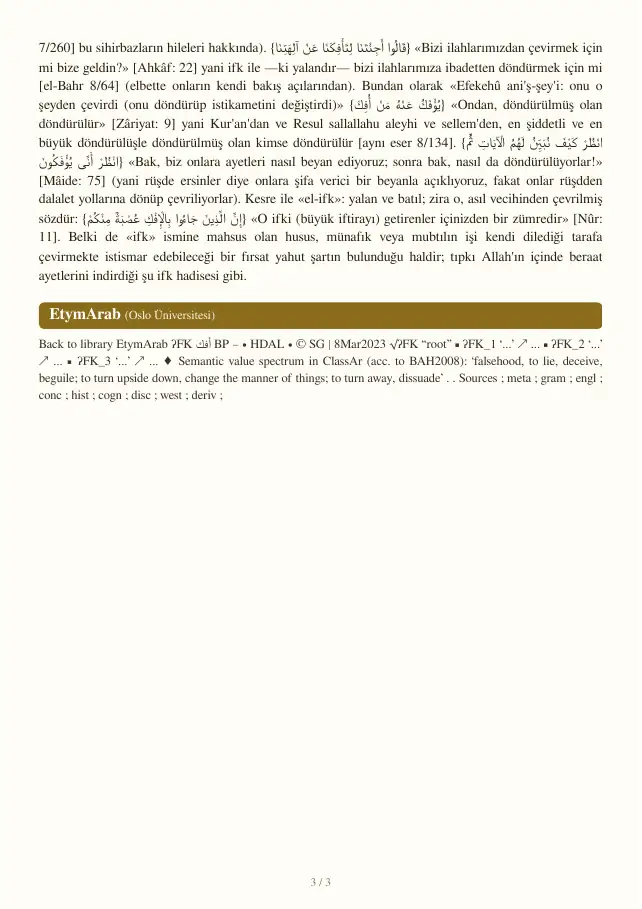 7/260] bu sihirbazların hileleri hakkında). {قَالُوا أَجِئْتَنَا لِتَأْفِكَنَا عَنْ آلِهَتِنَا} «Bizi ilahlarımızdan çevirmek için
mi bize geldin?» [Ahkâf: 22] yani ifk ile —ki yalandır— bizi ilahlarımıza ibadetten döndürmek için mi
[el-Bahr 8/64] (elbette onların kendi bakış açılarından). Bundan olarak «Efekehû ani'ş-şey'i: onu o
şeyden çevirdi (onu döndürüp istikametini değiştirdi)» {يُؤْفَكُ عَنْهُ مَنْ أُفِكَ} «Ondan, döndürülmüş olan
döndürülür» [Zâriyat: 9] yani Kur'an'dan ve Resul sallallahu aleyhi ve sellem'den, en şiddetli ve en
büyük döndürülüşle döndürülmüş olan kimse döndürülür [aynı eser 8/134]. {انْظُرْ كَيْفَ نُبَيِّنُ لَهُمُ الْآيَاتِ ثُمَّ
انْظُرْ أَنَّى يُؤْفَكُونَ} «Bak, biz onlara ayetleri nasıl beyan ediyoruz; sonra bak, nasıl da döndürülüyorlar!»
[Mâide: 75] (yani rüşde ersinler diye onlara şifa verici bir beyanla açıklıyoruz, fakat onlar rüşdden
dalalet yollarına dönüp çevriliyorlar). Kesre ile «el-ifk»: yalan ve batıl; zira o, asıl vecihinden çevrilmiş
sözdür: {إِنَّ الَّذِينَ جَاءُوا بِالْإِفْكِ عُصْبَةٌ مِنْكُمْ} «O ifki (büyük iftirayı) getirenler içinizden bir zümredir» [Nûr:
11]. Belki de «ifk» ismine mahsus olan husus, münafık veya mubtılın işi kendi dilediği tarafa
çevirmekte istismar edebileceği bir fırsat yahut şartın bulunduğu haldir; tıpkı Allah'ın içinde beraat
ayetlerini indirdiği şu ifk hadisesi gibi.
EtymArab (Oslo Üniversitesi)
Back to library EtymArab ʔFK أفك BP – • HDAL • © SG | 8Mar2023 √ʔFK “root” ▪ ʔFK_1 ‘...’ ↗ ... ▪ ʔFK_2 ‘...’
↗ ... ▪ ʔFK_3 ‘...’ ↗ ... ♦ Semantic value spectrum in ClassAr (acc. to BAH2008): ‘falsehood, to lie, deceive,
beguile; to turn upside down, change the manner of things; to turn away, dissuade’ . . Sources ; meta ; gram ; engl ;
conc ; hist ; cogn ; disc ; west ; deriv ;
3 / 3